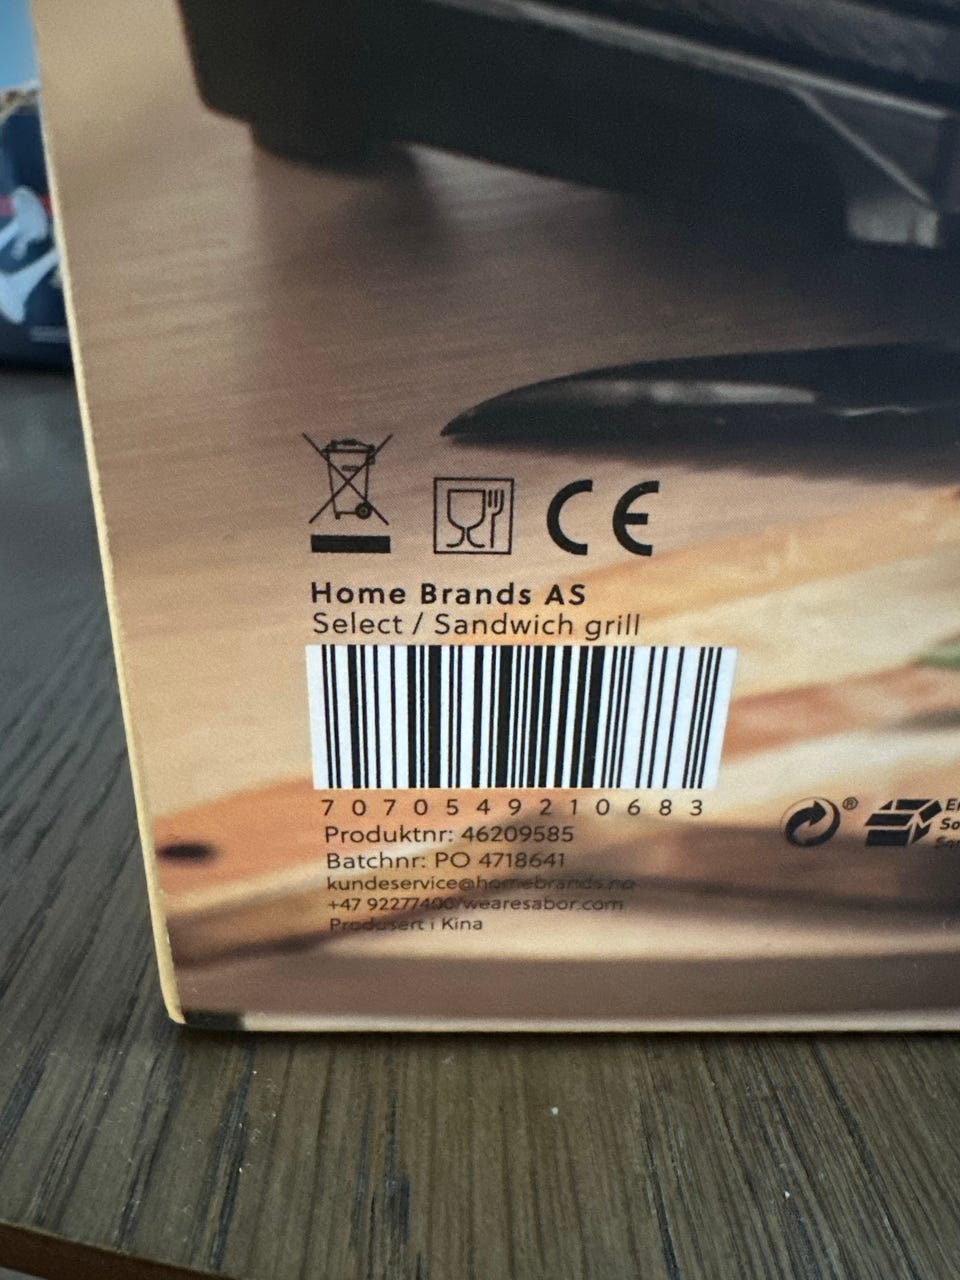 CE
Home Brands AS
Select / Sandwich grill
7070549210683
Produktnr: 46209585
Batchnr: PO 4718641
kundeservice@homebrands.no
+47 92277400/wearesabor.com
Produsert i Kina
®